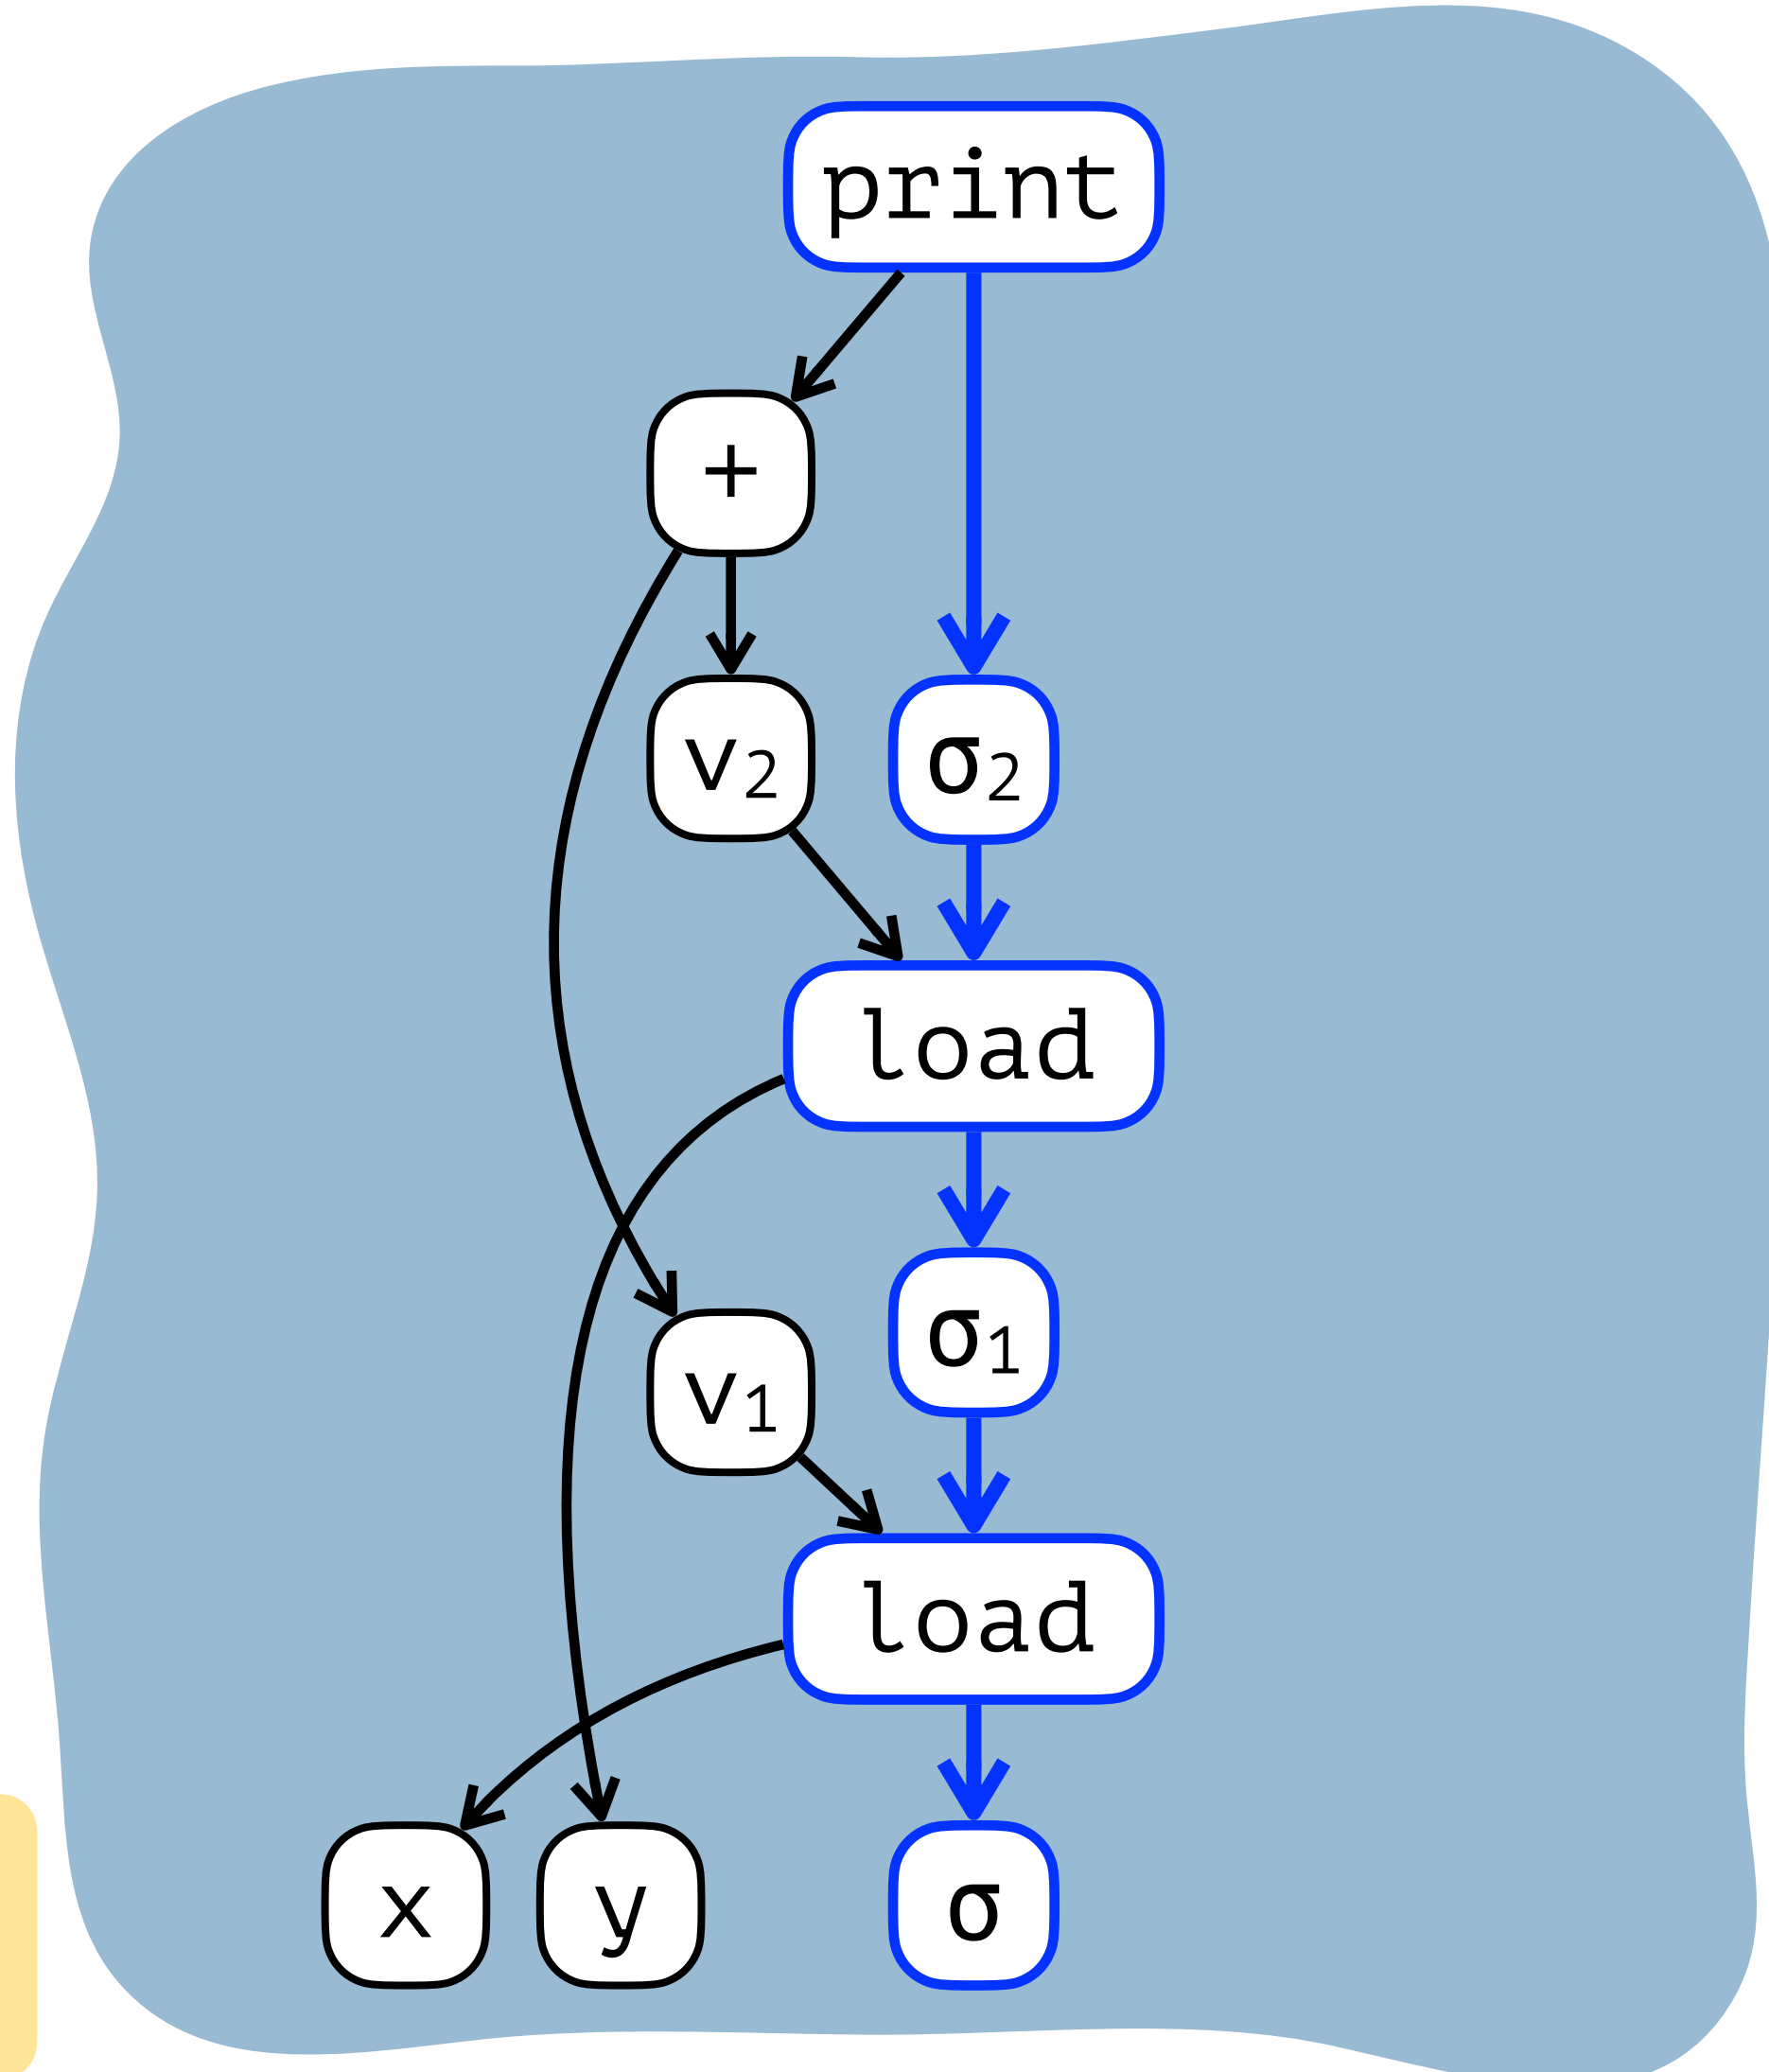 print
+
v₂ σ₂
load
σ₁
v₁
load
x y σ